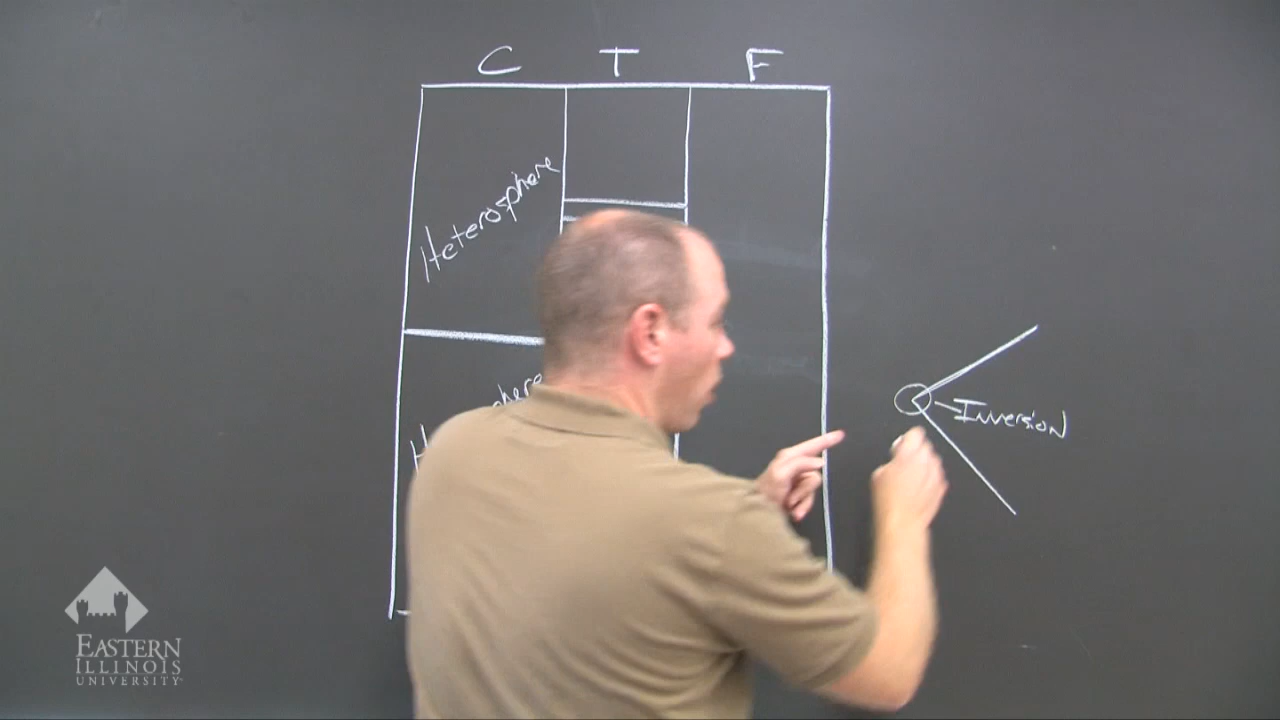 C T F
Heterosphere
Inversion
EASTERN
ILLINOIS
UNIVERSITY